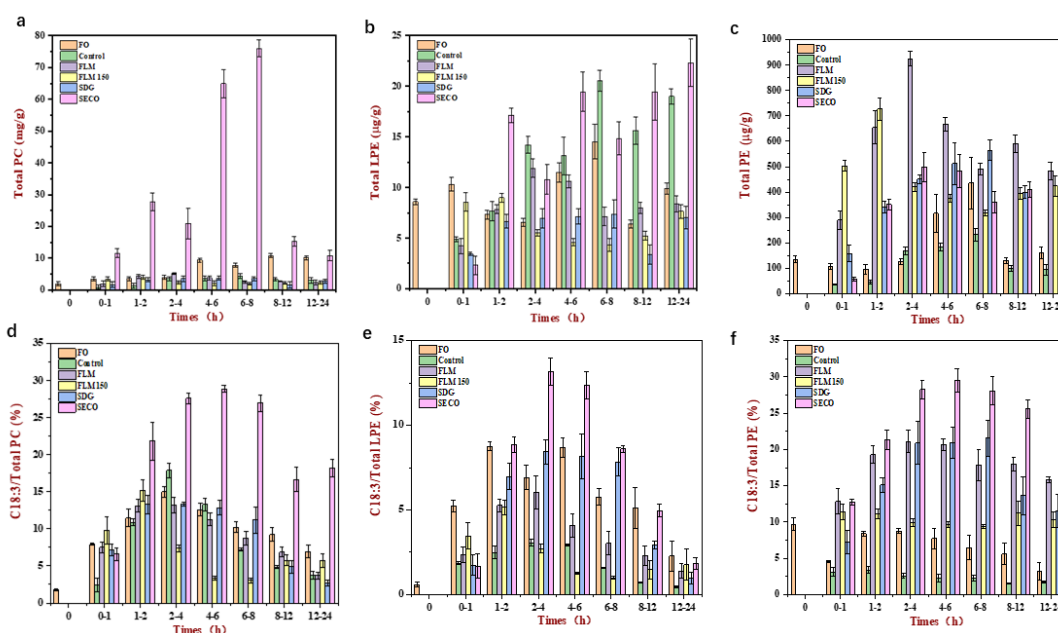 a
Total PC (mg/g)
80
70
60
50
40
30
20
10
0
FO
Control
FLM
FLM 150
SDG
SECO
0 0-1 1-2 2-4 4-6 6-8 8-12 12-24
Times (h)
b
Total LPE (μg/g)
25
20
15
10
5
0
FO
Control
FLM
FLM150
SDG
SECO
0 0-1 1-2 2-4 4-6 6-8 8-12 12-24
Times (h)
c
Total PE (μg/g)
1000
900
800
700
600
500
400
300
200
100
0
FO
Control
FLM
FLM150
SDG
SECO
0 0-1 1-2 2-4 4-6 6-8 8-12 12-2
Times (h)
d
C18:3/Total PC (%)
35
30
25
20
15
10
5
0
FO
Control
FLM
FLM150
SDG
SECO
0 0-1 1-2 2-4 4-6 6-8 8-12 12-24
Times (h)
e
C18:3/Total LPE (%)
15
10
5
0
FO
Control
FLM
FLM 150
SDG
SECO
0 0-1 1-2 2-4 4-6 6-8 8-12 12-24
Times (h)
f
C18:3/Total PE (%)
35
30
25
20
15
10
5
0
FO
Control
FLM
FLM150
SDG
SECO
0 0-1 1-2 2-4 4-6 6-8 8-12 12-24
Times (h)